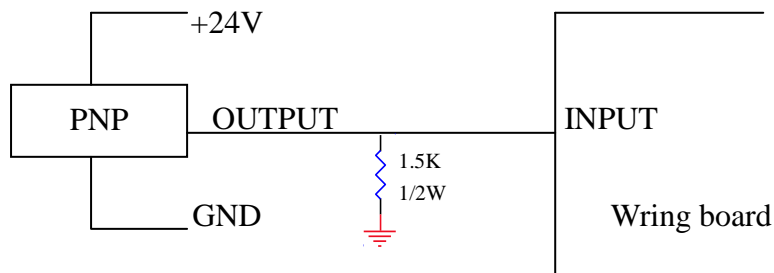 +24V
PNP
OUTPUT
INPUT
1.5K
1/2W
GND
Wring board